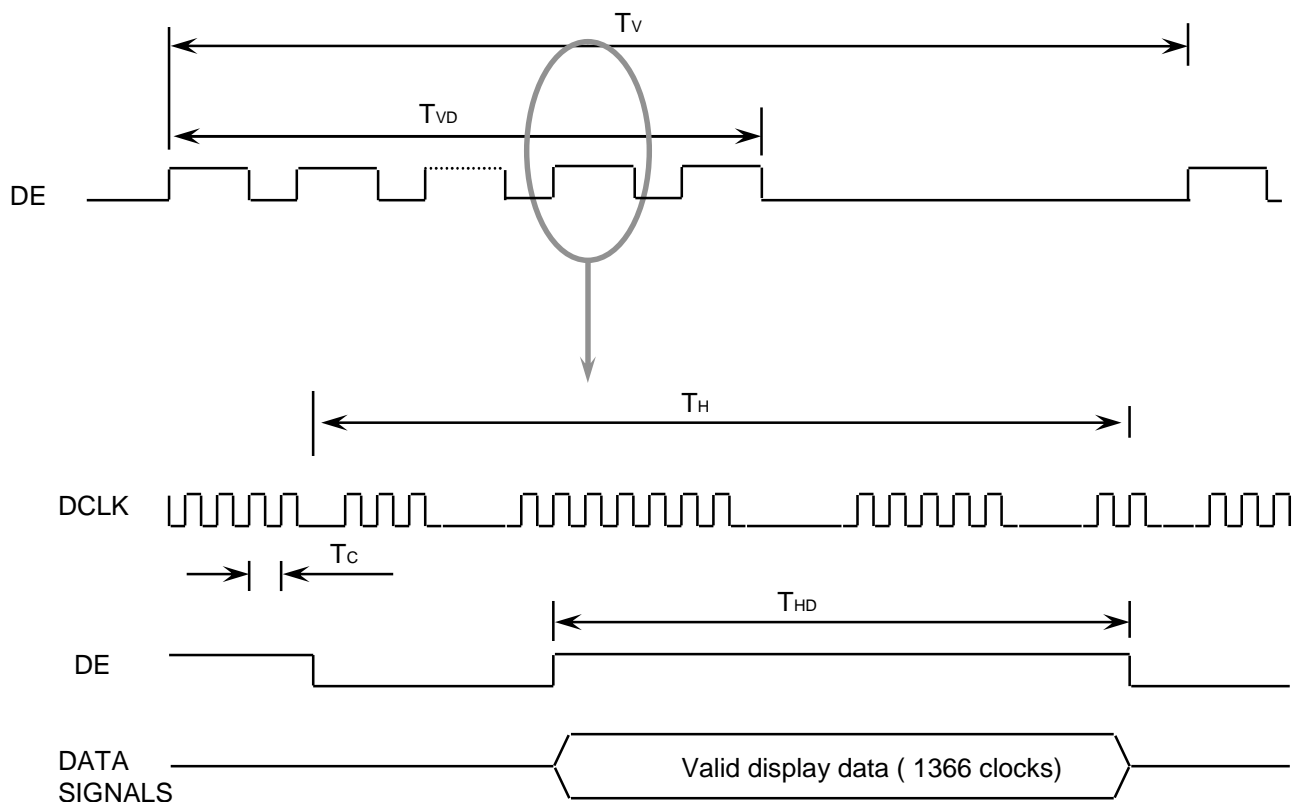 TV
TVD
DE
TH
DCLK
TC
THD
DE
DATA
SIGNALS
Valid display data ( 1366 clocks)